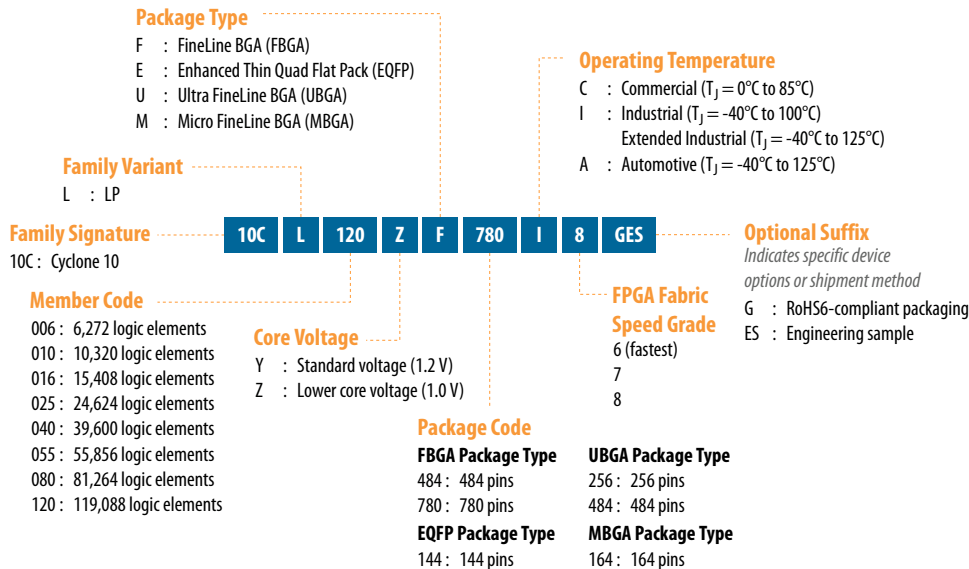 Package Type
F : FineLine BGA (FBGA)
E : Enhanced Thin Quad Flat Pack (EQFP)
U : Ultra FineLine BGA (UBGA)
M : Micro FineLine BGA (MBGA)
Operating Temperature
C : Commercial (TJ = 0°C to 85°C)
I : Industrial (TJ = -40°C to 100°C)
Extended Industrial (TJ = -40°C to 125°C)
A : Automotive (TJ = -40°C to 125°C)
Family Variant
L : LP
Family Signature
10C : Cyclone 10
10C L 120 Z F 780 I 8 GES
Optional Suffix
Indicates specific device
options or shipment method
G : RoHS6-compliant packaging
ES : Engineering sample
Member Code
006 : 6,272 logic elements
010 : 10,320 logic elements
016 : 15,408 logic elements
025 : 24,624 logic elements
040 : 39,600 logic elements
055 : 55,856 logic elements
080 : 81,264 logic elements
120 : 119,088 logic elements
Core Voltage
Y : Standard voltage (1.2 V)
Z : Lower core voltage (1.0 V)
FPGA Fabric
Speed Grade
6 (fastest)
7
8
Package Code
FBGA Package Type
484 : 484 pins
780 : 780 pins
EQFP Package Type
144 : 144 pins
UBGA Package Type
256 : 256 pins
484 : 484 pins
MBGA Package Type
164 : 164 pins